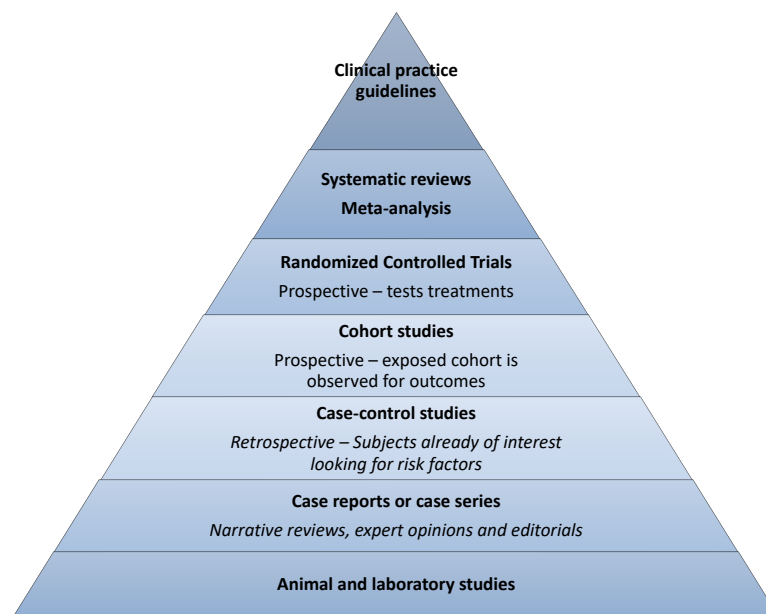 Clinical practice
guidelines
Systematic reviews
Meta-analysis
Randomized Controlled Trials
Prospective – tests treatments
Cohort studies
Prospective – exposed cohort is
observed for outcomes
Case-control studies
Retrospective – Subjects already of interest
looking for risk factors
Case reports or case series
Narrative reviews, expert opinions and editorials
Animal and laboratory studies